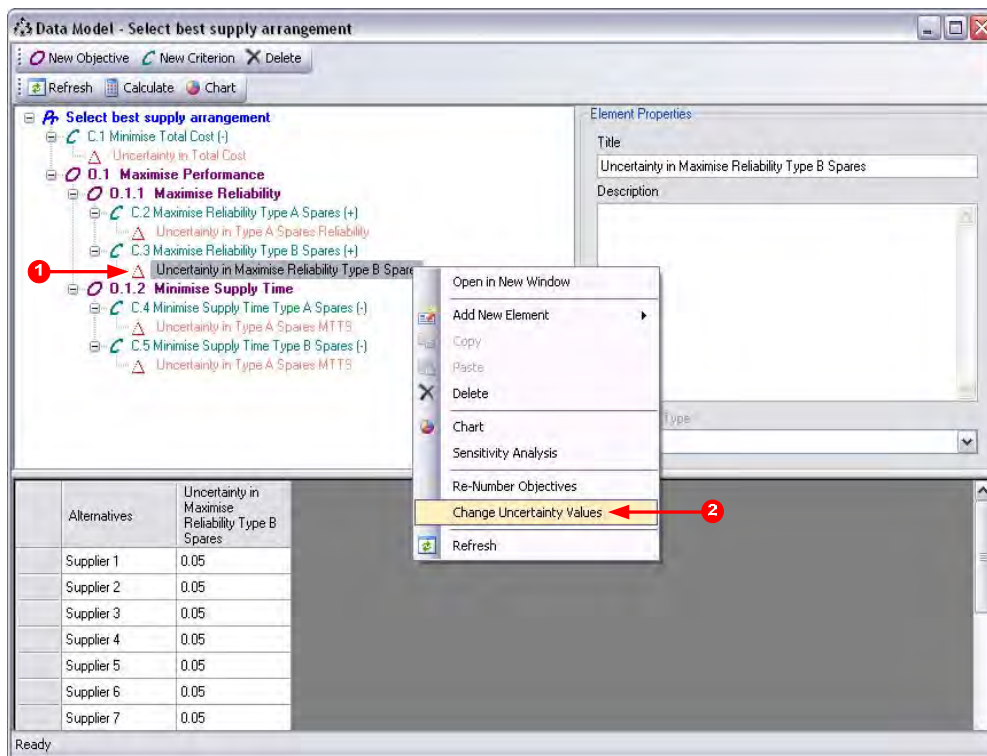 Data Model - Select best supply arrangement
New Objective New Criterion Delete
Refresh Calculate Chart
Select best supply arrangement
C.1 Minimise Total Cost (-)
Uncertainty in Total Cost
O.1 Maximise Performance
O.1.1 Maximise Reliability
C.2 Maximise Reliability Type A Spares (+)
Uncertainty in Type A Spares Reliability
C.3 Maximise Reliability Type B Spares (+)
1
Uncertainty in Maximise Reliability Type B Spare
O.1.2 Minimise Supply Time
C.4 Minimise Supply Time Type A Spares (-)
Uncertainty in Type A Spares MTTS
C.5 Minimise Supply Time Type B Spares (-)
Uncertainty in Type A Spares MTTS
Element Properties
Title
Uncertainty in Maximise Reliability Type B Spares
Description
Type
Open in New Window
Add New Element
Copy
Paste
Delete
Chart
Sensitivity Analysis
Re-Number Objectives
Change Uncertainty Values
2
Refresh
Alternatives
Uncertainty in
Maximise
Reliability Type B
Spares
Supplier 1 0.05
Supplier 2 0.05
Supplier 3 0.05
Supplier 4 0.05
Supplier 5 0.05
Supplier 6 0.05
Supplier 7 0.05
Ready